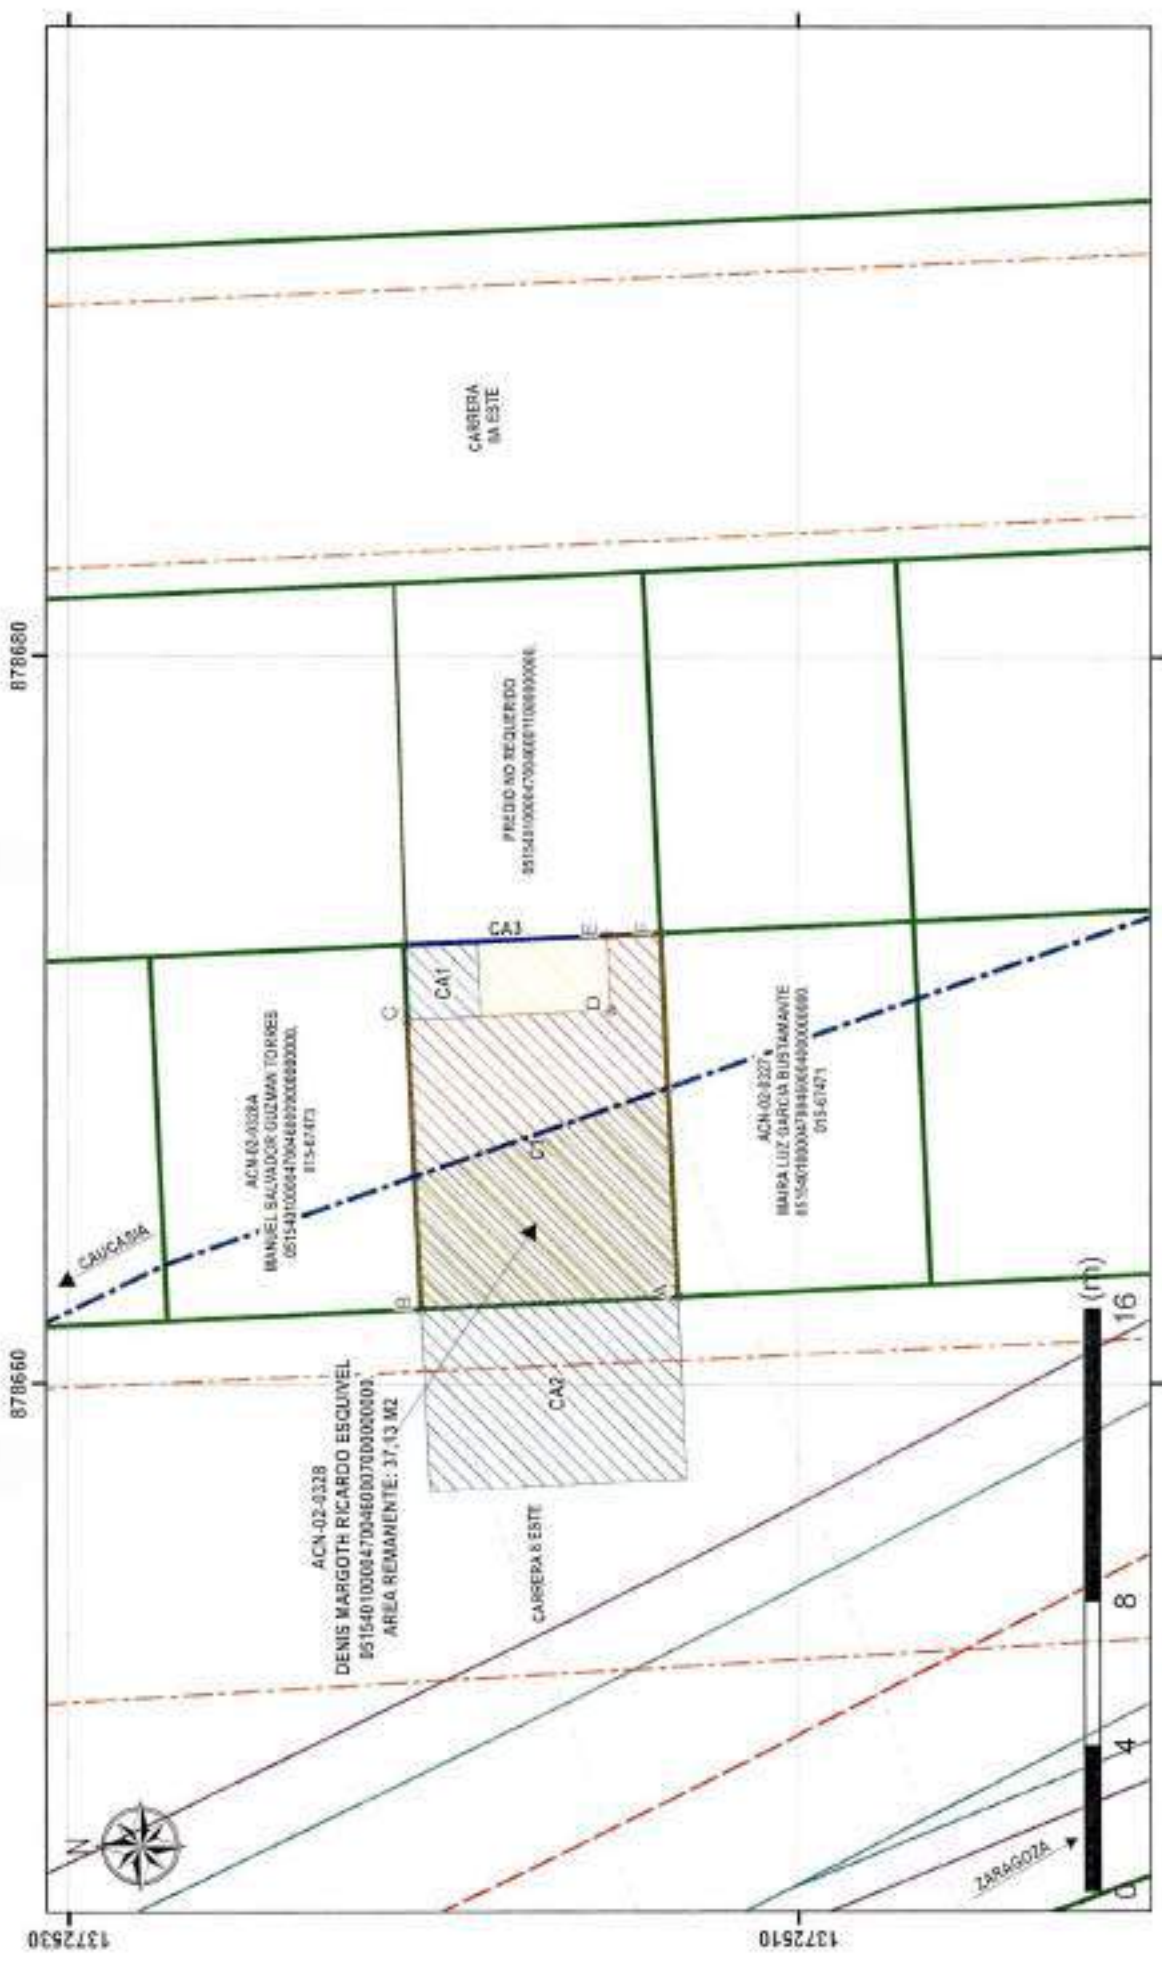 878680
878660
1372530
1372510
N
CAUCASIA
ZARAGOZA
ACN-02-0328
DENIS MARGOTH RICARDO ESQUIVEL
AREA REMANENTE: 37,13 M2
ACN-02-0328A
MANUEL SALVADOR GUZMAN TORRES
015-67473
ACN-02-0327
MAIRA LUZ GARCIA BUSTAMANTE
015-67471
PREDIO NO REQUERIDO
CARRERA
8A ESTE
CARRERA 8 ESTE
CA1
CA2
CA3
C1
A
B
C
D
E
F
0 4 8 16 (m)